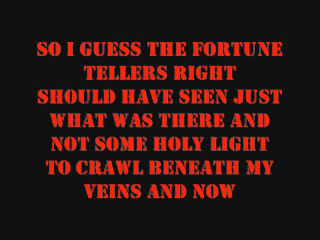 SO I GUESS THE FORTUNE
TELLERS RIGHT
SHOULD HAVE SEEN JUST
WHAT WAS THERE AND
NOT SOME HOLY LIGHT
TO CRAWL BENEATH MY
VEINS AND NOW